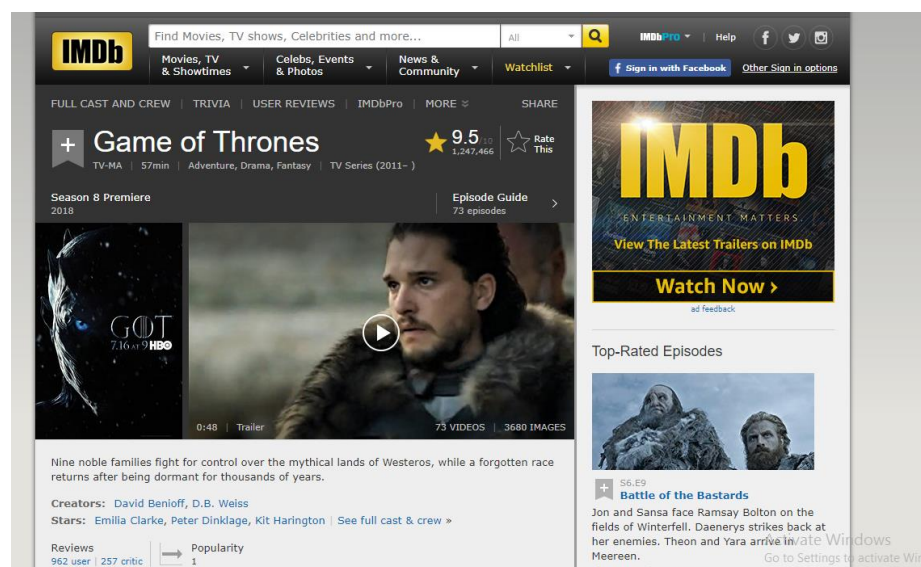 IMDb
Find Movies, TV shows, Celebrities and more...
All
IMDbPro
Help
Movies, TV
& Showtimes
Celebs, Events
& Photos
News &
Community
Watchlist
f Sign in with Facebook
Other Sign in options
FULL CAST AND CREW | TRIVIA | USER REVIEWS | IMDbPro | MORE
SHARE
Game of Thrones
9.5/10
1,247,466
Rate
This
TV-MA | 57min | Adventure, Drama, Fantasy | TV Series (2011– )
Season 8 Premiere
2018
Episode Guide
73 episodes
GOT
7.16 AT 9 HBO
0:48 | Trailer
73 VIDEOS | 3680 IMAGES
Nine noble families fight for control over the mythical lands of Westeros, while a forgotten race
returns after being dormant for thousands of years.
Creators: David Benioff, D.B. Weiss
Stars: Emilia Clarke, Peter Dinklage, Kit Harington | See full cast & crew »
Reviews
962 user | 257 critic
Popularity
1
IMDb
ENTERTAINMENT MATTERS.
View The Latest Trailers on IMDb
Watch Now ›
ad feedback
Top-Rated Episodes
S6.E9
Battle of the Bastards
Jon and Sansa face Ramsay Bolton on the
fields of Winterfell. Daenerys strikes back at
her enemies. Theon and Yara arrive in
Meereen.
Activate Windows
Go to Settings to activate Wi